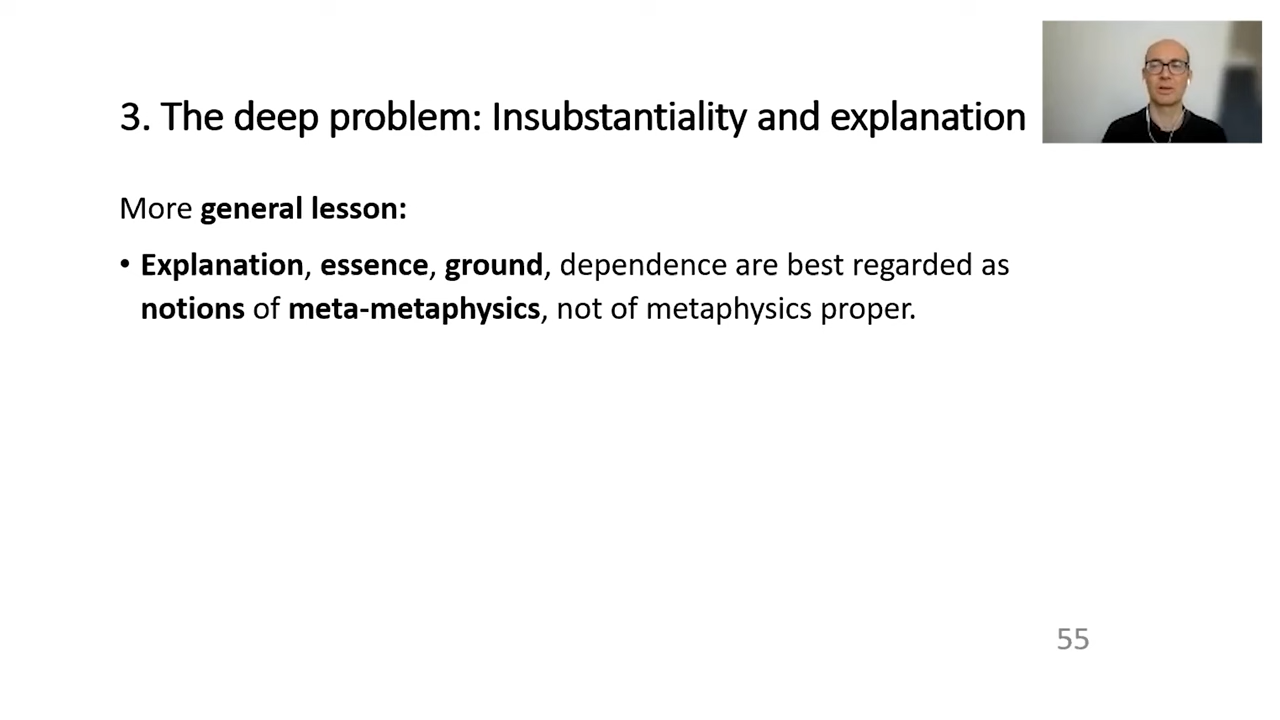 3. The deep problem: Insubstantiality and explanation
More general lesson:
• Explanation, essence, ground, dependence are best regarded as
notions of meta-metaphysics, not of metaphysics proper.
55